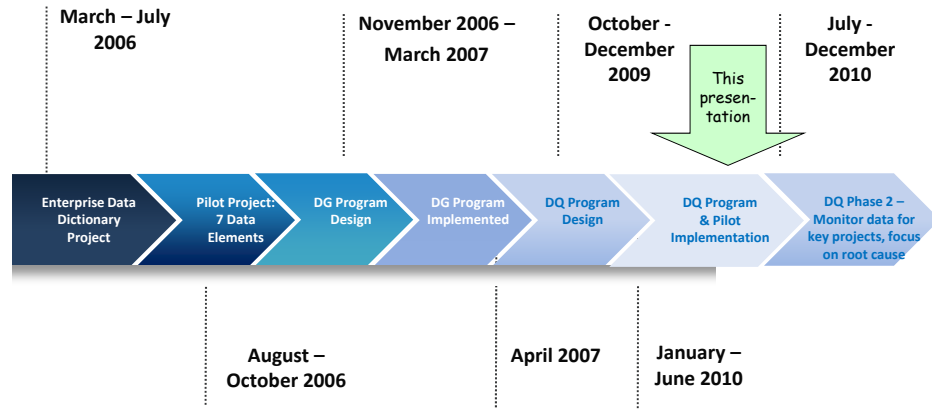 March – July
2006
November 2006 –
March 2007
October -
December
2009
July -
December
2010
This
presen-
tation
Enterprise Data
Dictionary
Project
Pilot Project:
7 Data
Elements
DG Program
Design
DG Program
Implemented
DQ Program
Design
DQ Program
& Pilot
Implementation
DQ Phase 2 –
Monitor data for
key projects, focus
on root cause
August –
October 2006
April 2007
January –
June 2010